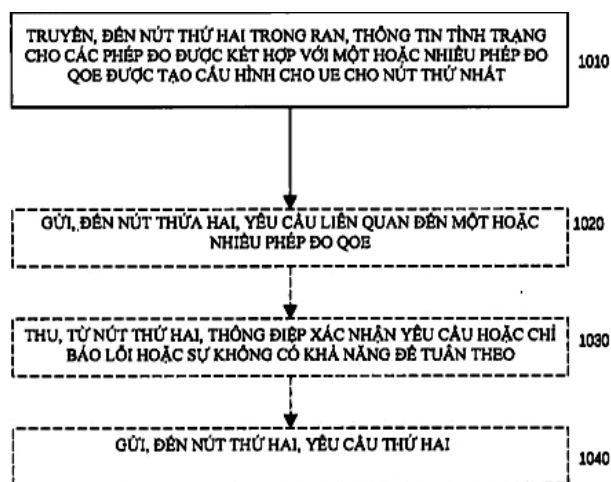 TRUYỀN, ĐẾN NÚT THỨ HAI TRONG RAN, THÔNG TIN TÌNH TRẠNG
CHO CÁC PHÉP ĐO ĐƯỢC KẾT HỢP VỚI MỘT HOẶC NHIỀU PHÉP ĐO
QOE ĐƯỢC TẠO CẤU HÌNH CHO UE CHO NÚT THỨ NHẤT
1010
GỬI, ĐẾN NÚT THỨA HAI, YÊU CẦU LIÊN QUAN ĐẾN MỘT HOẶC
NHIỀU PHÉP ĐO QOE
1020
THU, TỪ NÚT THỨ HAI, THÔNG ĐIỆP XÁC NHẬN YÊU CẦU HOẶC CHỈ
BÁO LỖI HOẶC SỰ KHÔNG CÓ KHẢ NĂNG ĐỂ TUÂN THEO
1030
GỬI, ĐẾN NÚT THỨ HAI, YÊU CẦU THỨ HAI
1040